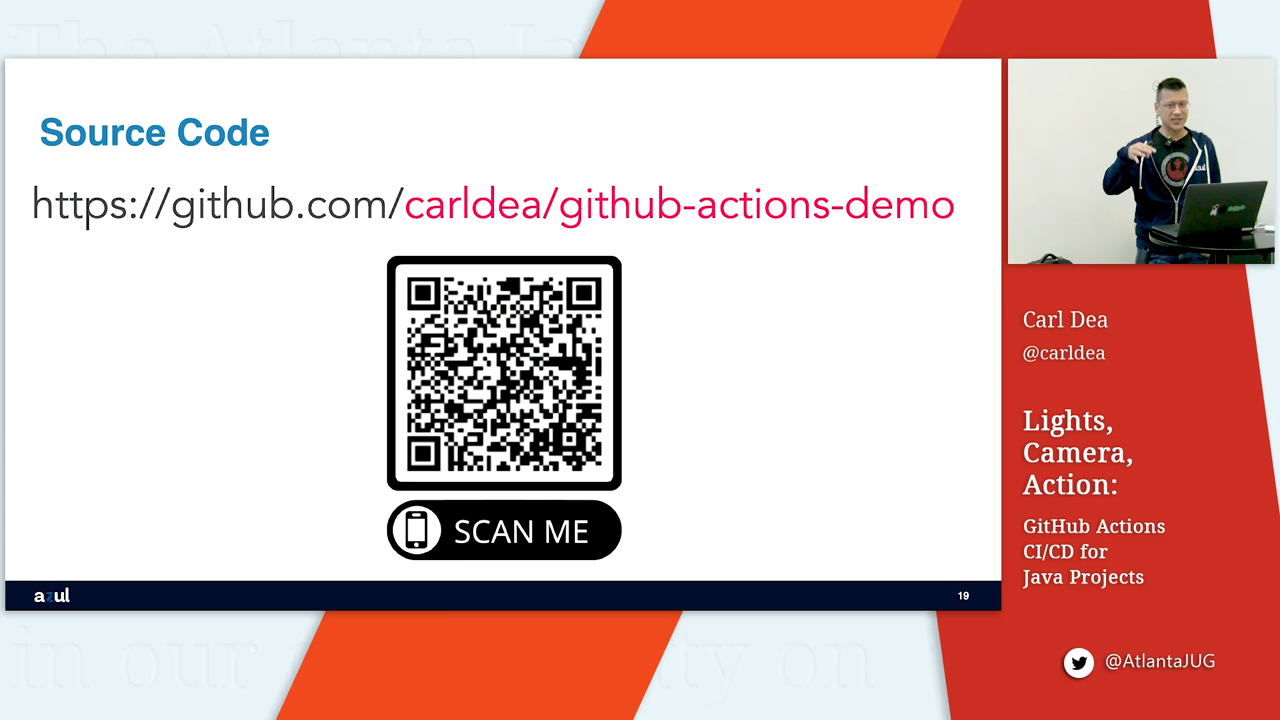 Source Code
https://github.com/carldea/github-actions-demo
SCAN ME
azul
19
Carl Dea
@carldea
Lights,
Camera,
Action:
GitHub Actions
CI/CD for
Java Projects
@AtlantaJUG